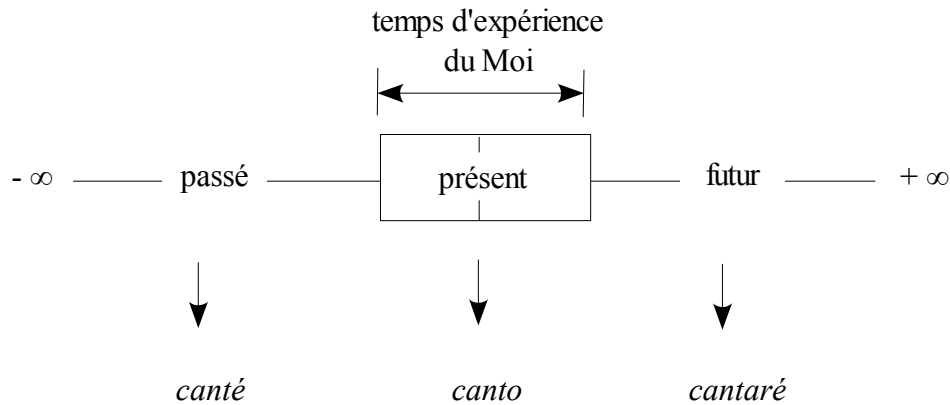 temps d'expérience
du Moi
- ∞ passé présent futur + ∞
canté canto cantaré